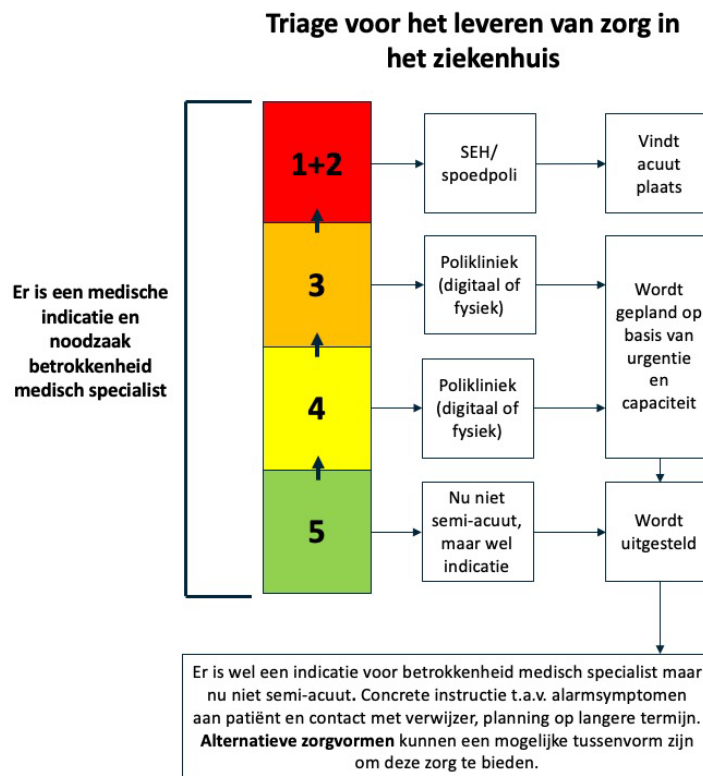 Triage voor het leveren van zorg in
het ziekenhuis
1+2
SEH/
spoedpoli
Vindt
acuut
plaats
Er is een medische
indicatie en
noodzaak
betrokkenheid
medisch specialist
3
Polikliniek
(digitaal of
fysiek)
Wordt
gepland op
basis van
urgentie
en
capaciteit
4
Polikliniek
(digitaal of
fysiek)
5
Nu niet
semi-acuut,
maar wel
indicatie
Wordt
uitgesteld
Er is wel een indicatie voor betrokkenheid medisch specialist maar
nu niet semi-acuut. Concrete instructie t.a.v. alarmsymptomen
aan patiënt en contact met verwijzer, planning op langere termijn.
Alternatieve zorgvormen kunnen een mogelijke tussenvorm zijn
om deze zorg te bieden.